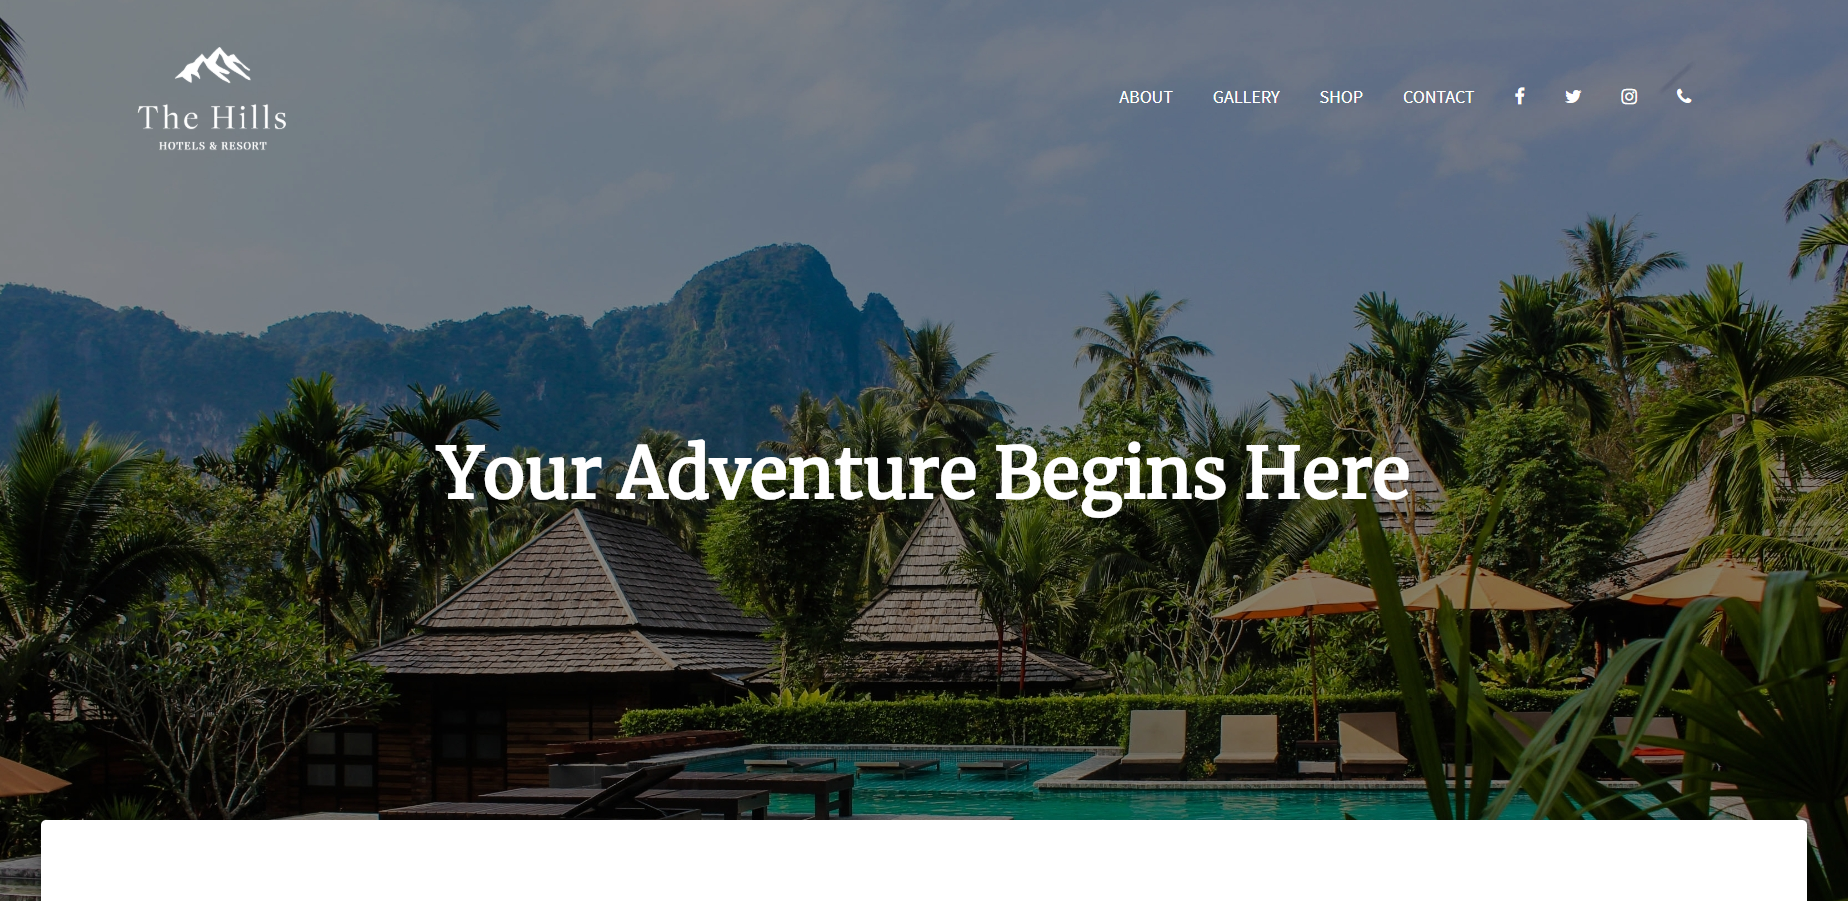 The Hills
HOTELS & RESORT
ABOUT GALLERY SHOP CONTACT
Your Adventure Begins Here